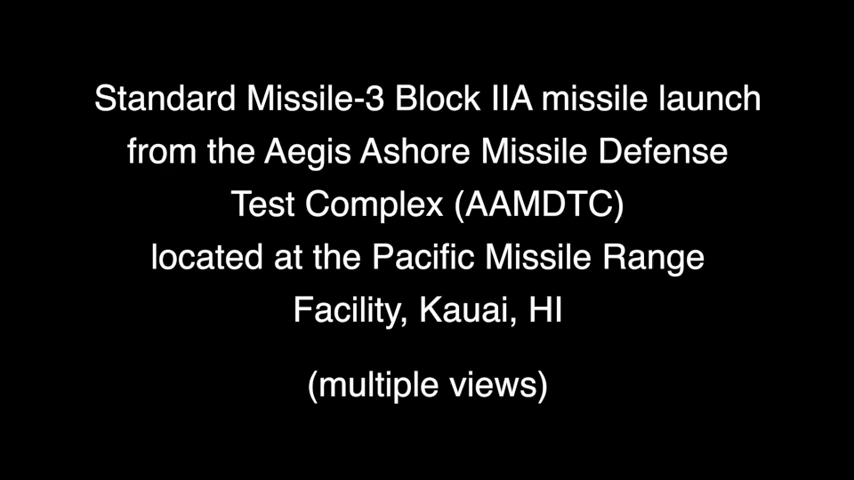 Standard Missile-3 Block IIA missile launch
from the Aegis Ashore Missile Defense
Test Complex (AAMDTC)
located at the Pacific Missile Range
Facility, Kauai, HI
(multiple views)